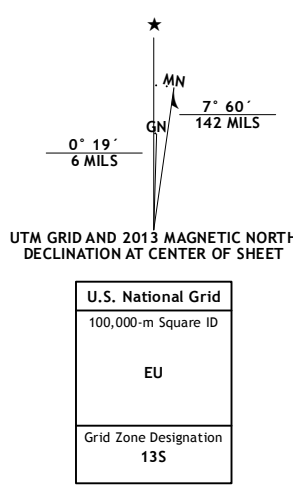 ★
MN
GN
7° 60´
142 MILS
0° 19´
6 MILS
UTM GRID AND 2013 MAGNETIC NORTH
DECLINATION AT CENTER OF SHEET
U.S. National Grid
100,000-m Square ID
EU
Grid Zone Designation
13S